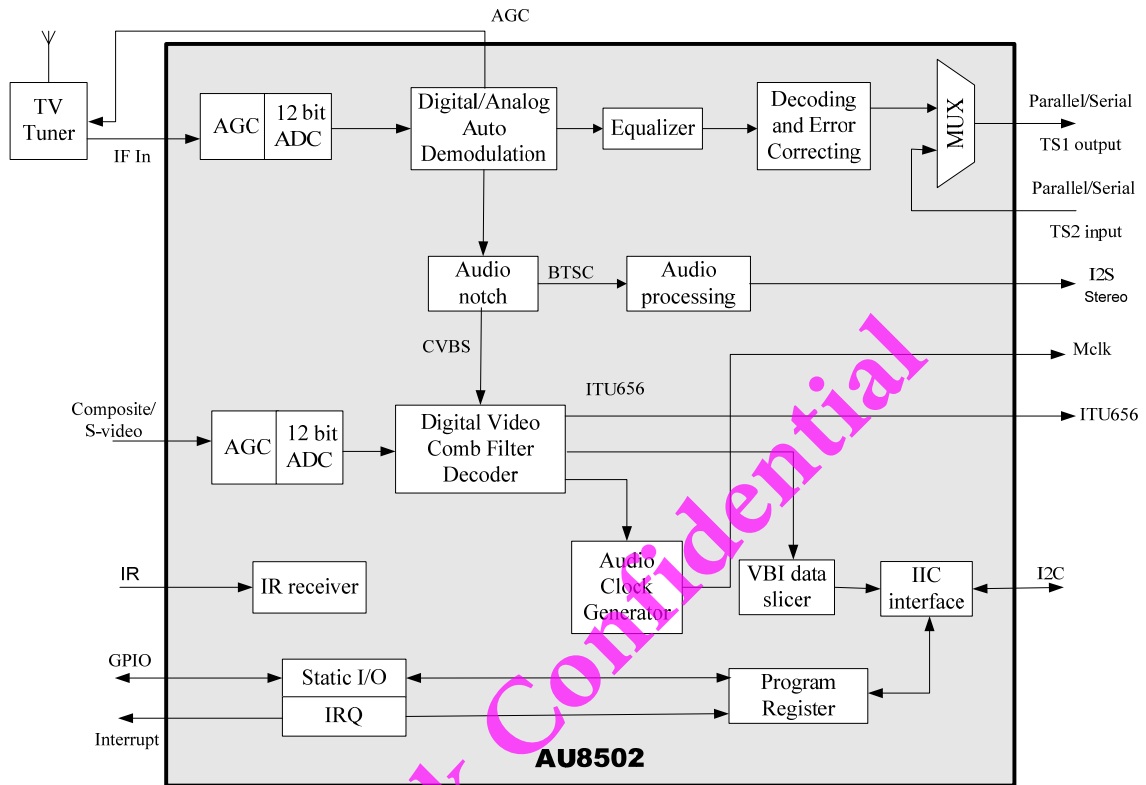 AGC
TV
Tuner
IF In
AGC
12 bit
ADC
Digital/Analog
Auto
Demodulation
Equalizer
Decoding
and Error
Correcting
MUX
Parallel/Serial
TS1 output
Parallel/Serial
TS2 input
Audio
notch
BTSC
Audio
processing
I2S
Stereo
CVBS
Mclk
ITU656
ITU656
Composite/
S-video
AGC
12 bit
ADC
Digital Video
Comb Filter
Decoder
IR
IR receiver
Audio
Clock
Generator
VBI data
slicer
IIC
interface
I2C
GPIO
Static I/O
IRQ
Interrupt
Program
Register
AU8502
k Confidential